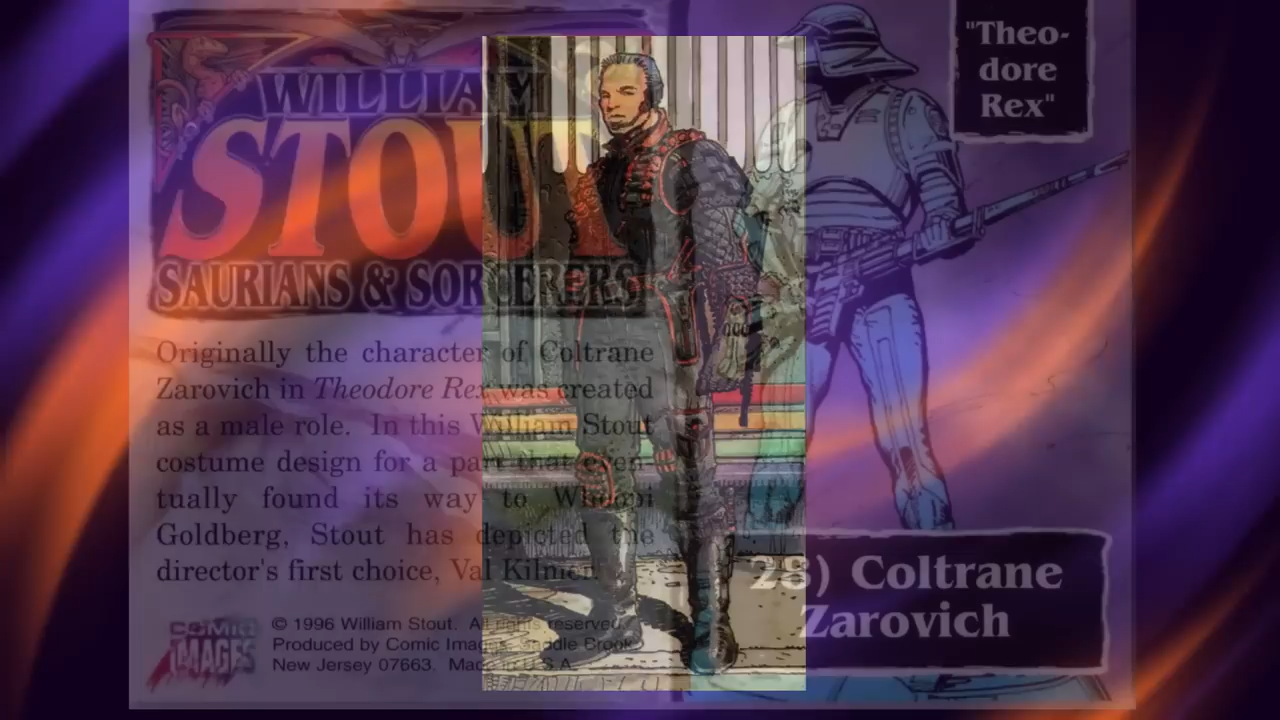 WILLIAM
STOUT
SAURIANS & SORCERERS
Originally the character of Coltrane
Zarovich in Theodore Rex was created
as a male role. In this William Stout
costume design for a part that even-
tually found its way to Whoopi
Goldberg, Stout has depicted the
director's first choice, Val Kilmer.
COMIC
IMAGES
© 1996 William Stout. All rights reserved.
Produced by Comic Images, Saddle Brook,
New Jersey 07663. Made in U.S.A.
"Theo-
dore
Rex"
28) Coltrane
Zarovich